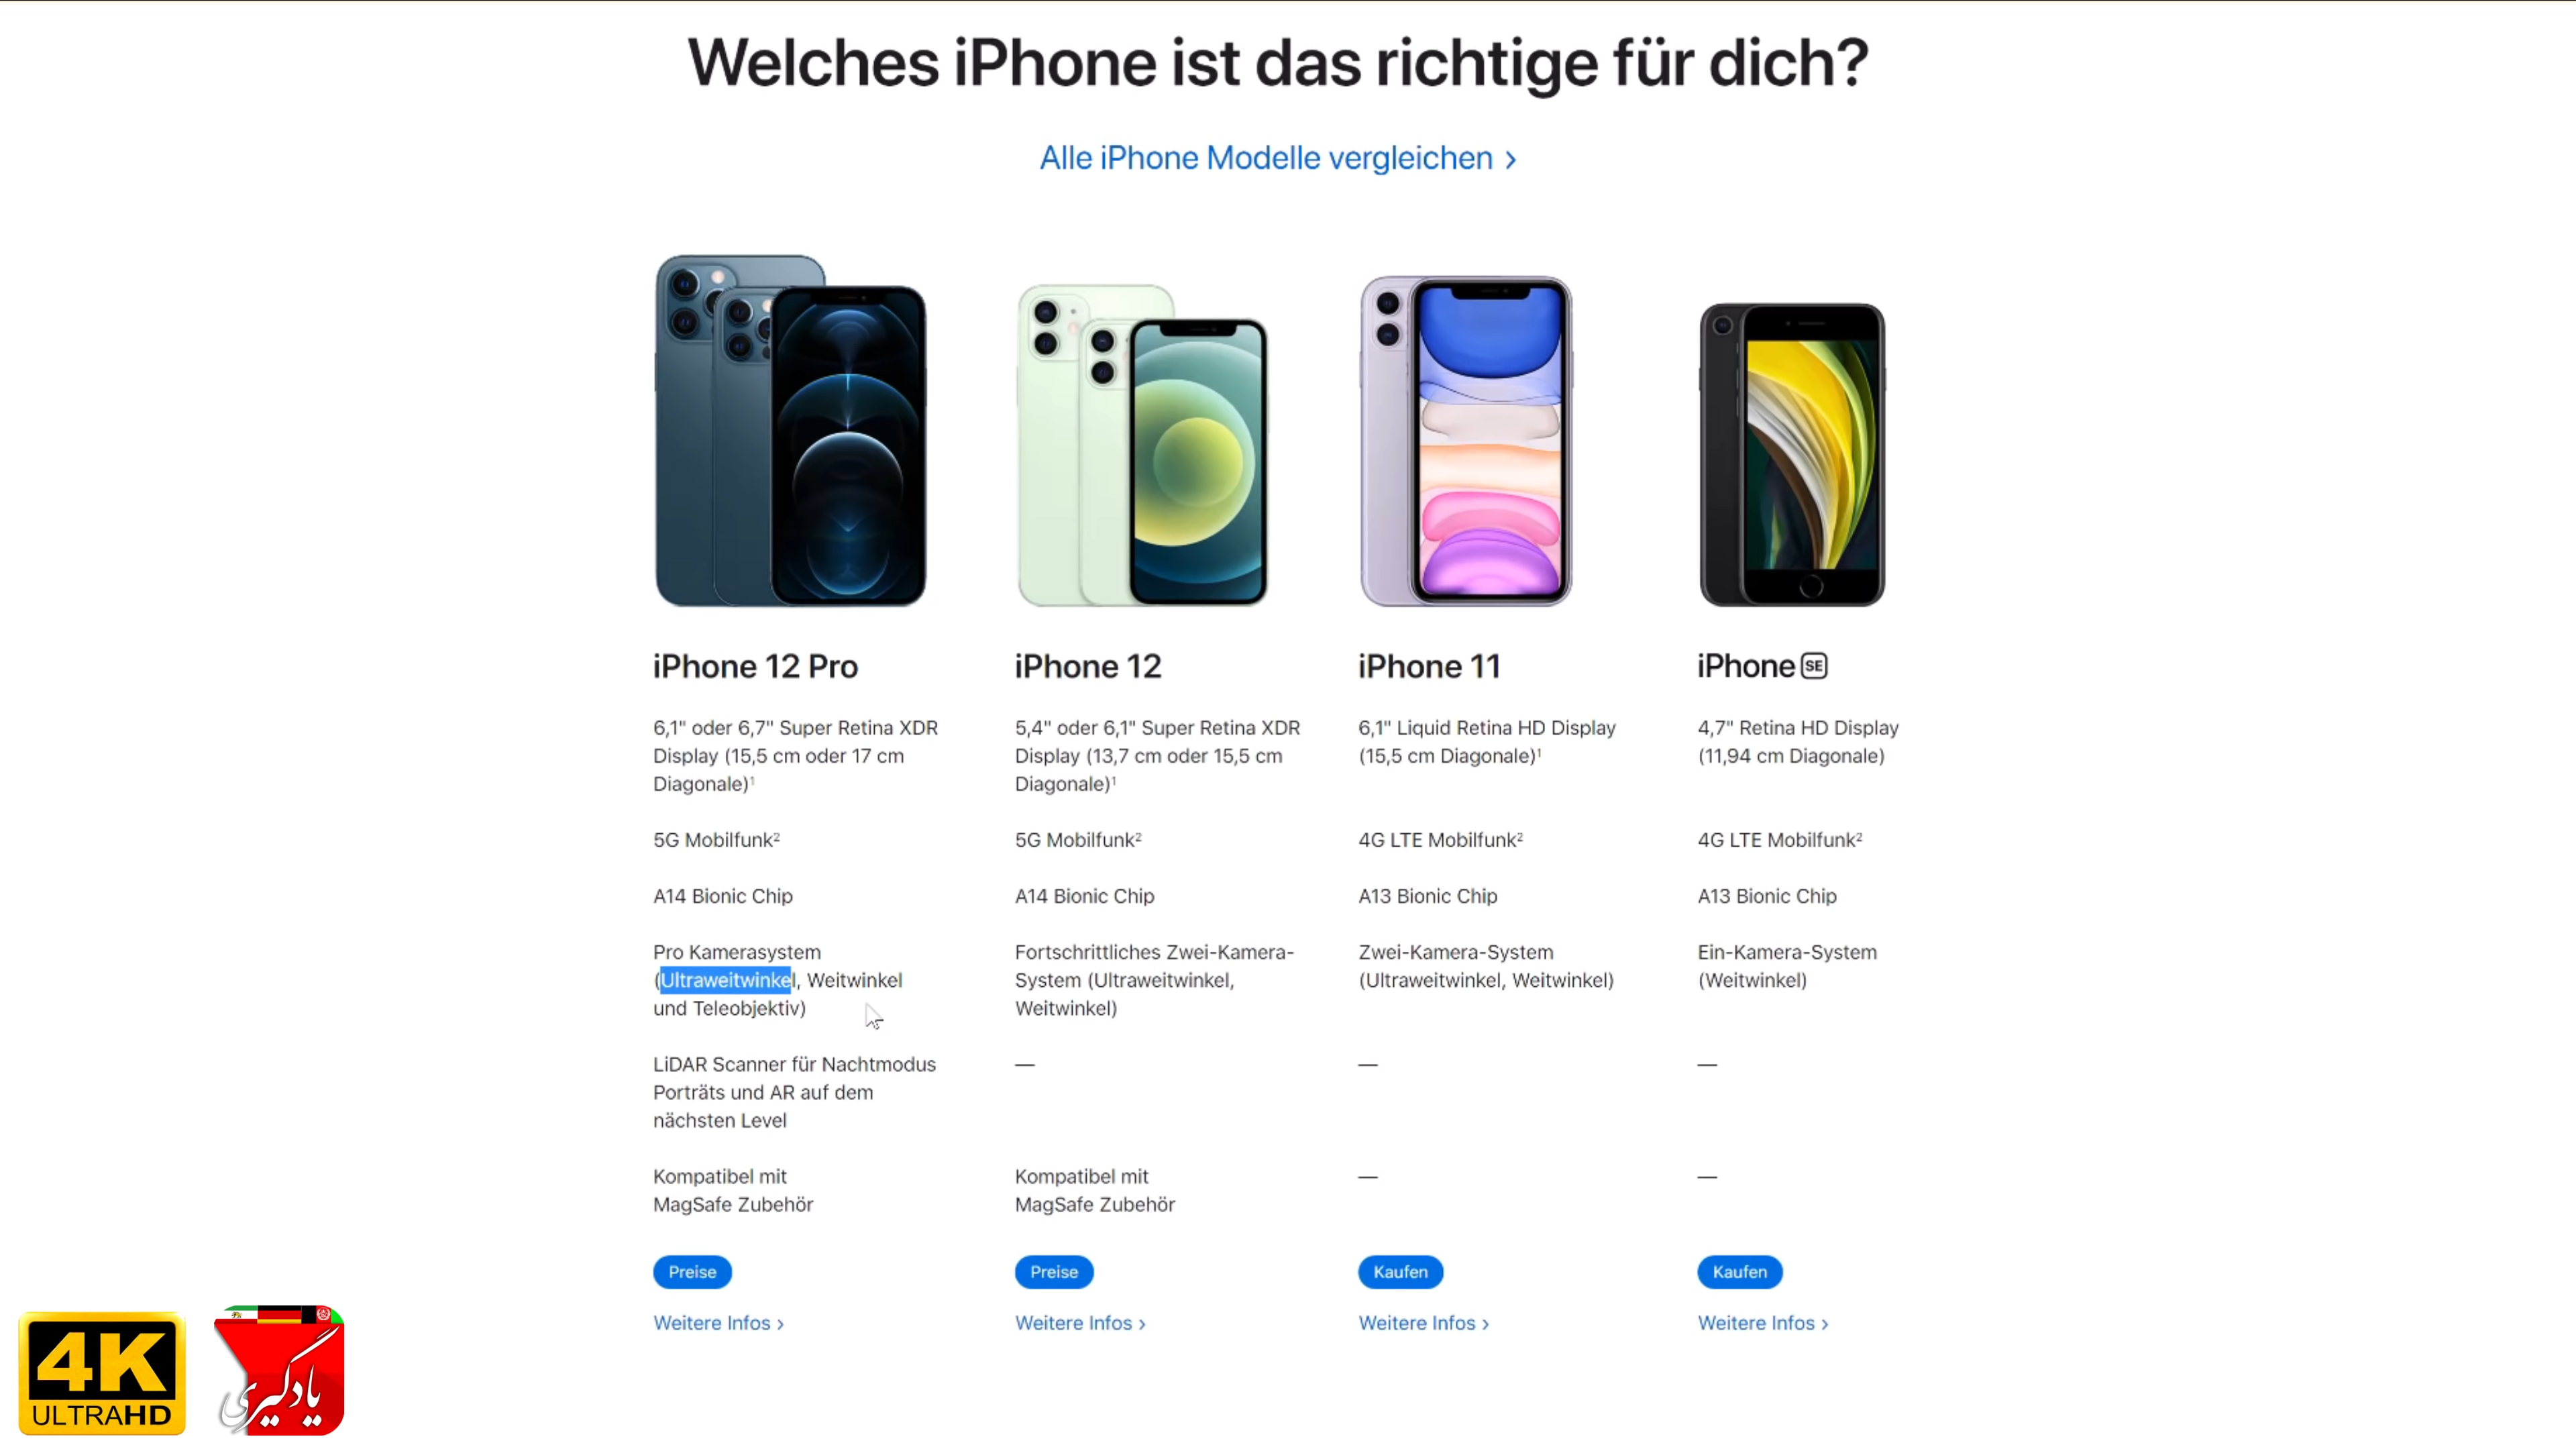 Welches iPhone ist das richtige für dich?
Alle iPhone Modelle vergleichen >
iPhone 12 Pro
6,1" oder 6,7" Super Retina XDR
Display (15,5 cm oder 17 cm
Diagonale)¹
5G Mobilfunk²
A14 Bionic Chip
Pro Kamerasystem
(Ultraweitwinkel, Weitwinkel
und Teleobjektiv)
LiDAR Scanner für Nachtmodus
Porträts und AR auf dem
nächsten Level
Kompatibel mit
MagSafe Zubehör
Preise
Weitere Infos >
iPhone 12
5,4" oder 6,1" Super Retina XDR
Display (13,7 cm oder 15,5 cm
Diagonale)¹
5G Mobilfunk²
A14 Bionic Chip
Fortschrittliches Zwei-Kamera-
System (Ultraweitwinkel,
Weitwinkel)
—
Kompatibel mit
MagSafe Zubehör
Preise
Weitere Infos >
iPhone 11
6,1" Liquid Retina HD Display
(15,5 cm Diagonale)¹
4G LTE Mobilfunk²
A13 Bionic Chip
Zwei-Kamera-System
(Ultraweitwinkel, Weitwinkel)
—
—
Kaufen
Weitere Infos >
iPhone SE
4,7" Retina HD Display
(11,94 cm Diagonale)
4G LTE Mobilfunk²
A13 Bionic Chip
Ein-Kamera-System
(Weitwinkel)
—
—
Kaufen
Weitere Infos >
4K
ULTRAHD
یادگیری